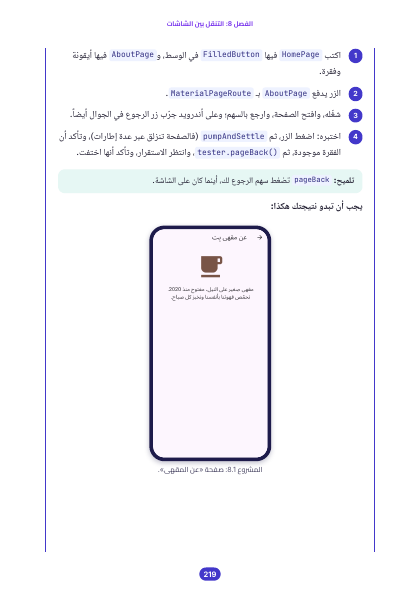 الفصل 8: التنقل بين الشاشات
1 اكتب HomePage فيها FilledButton في الوسط، و AboutPage فيها أيقونة
وفقرة.
2 الزر يدفع AboutPage بـ MaterialPageRoute .
3 شغّله، وافتح الصفحة، وارجع بالسهم؛ وعلى أندرويد جرّب زر الرجوع في الجوال أيضاً.
4 اختبره: اضغط الزر، ثم pumpAndSettle (فالصفحة تنزلق عبر عدة إطارات)، وتأكد أن
الفقرة موجودة، ثم tester.pageBack() ، وانتظر الاستقرار، وتأكد أنها اختفت.
تلميح: pageBack تضغط سهم الرجوع لك، أينما كان على الشاشة.
يجب أن تبدو نتيجتك هكذا:
عن مقهى بِت
مقهى صغير على النيل، مفتوح منذ 2020.
نحمّص قهوتنا بأنفسنا ونخبز كل صباح.
المشروع 8.1: صفحة «عن المقهى».
219